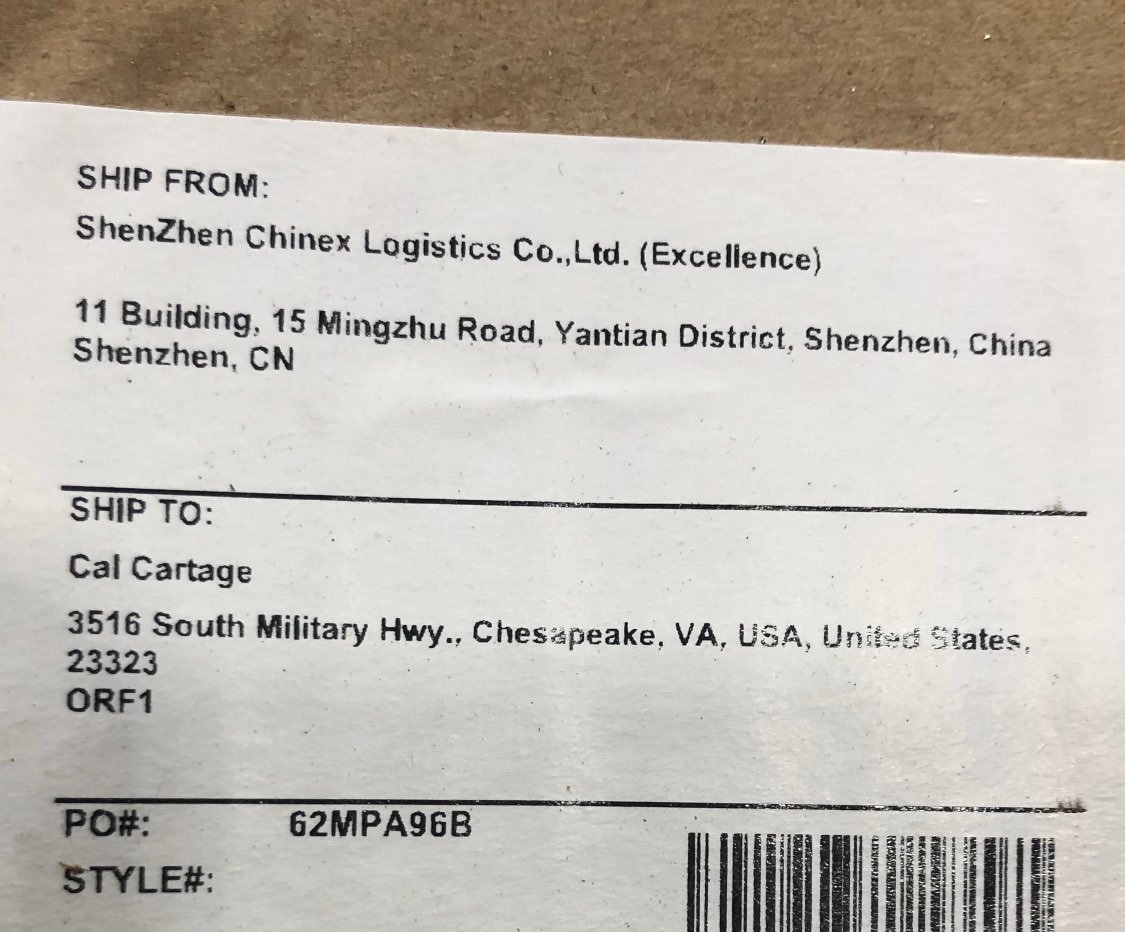 SHIP FROM:
ShenZhen Chinex Logistics Co.,Ltd. (Excellence)
11 Building, 15 Mingzhu Road, Yantian District, Shenzhen, China
Shenzhen, CN
SHIP TO:
Cal Cartage
3516 South Military Hwy., Chesapeake, VA, USA, United States,
23323
ORF1
PO#: 62MPA96B
STYLE#: